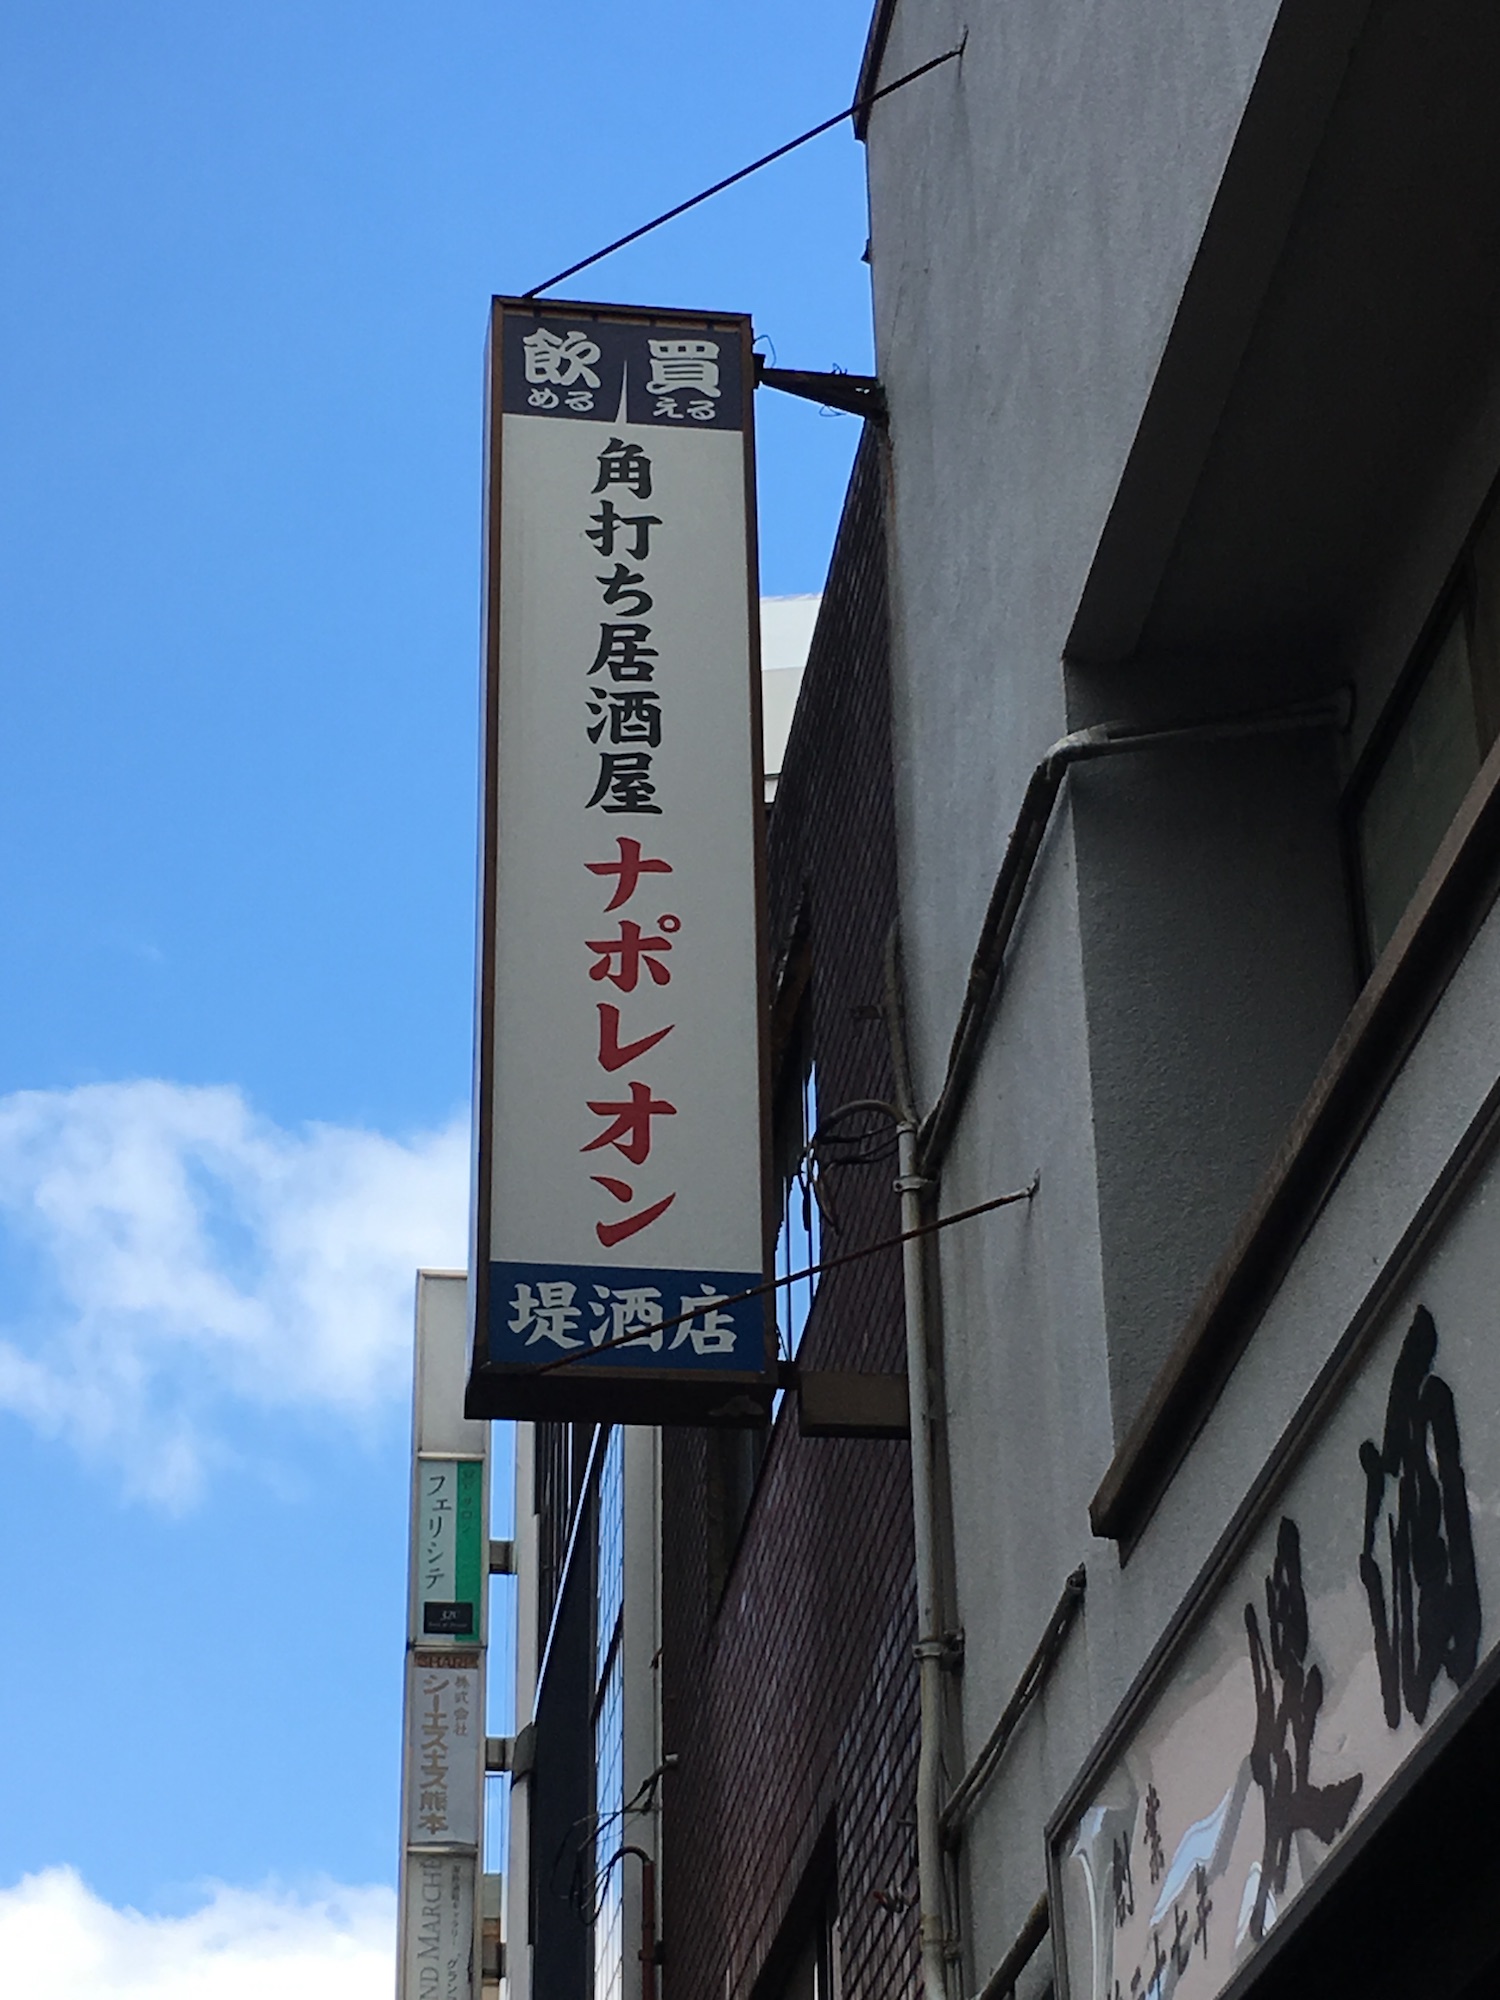 買える
飲める
角打ち居酒屋
ナポレオン
堤酒店
フェリシテ
株式会社
シーエスエス熊本
堤酒
創業